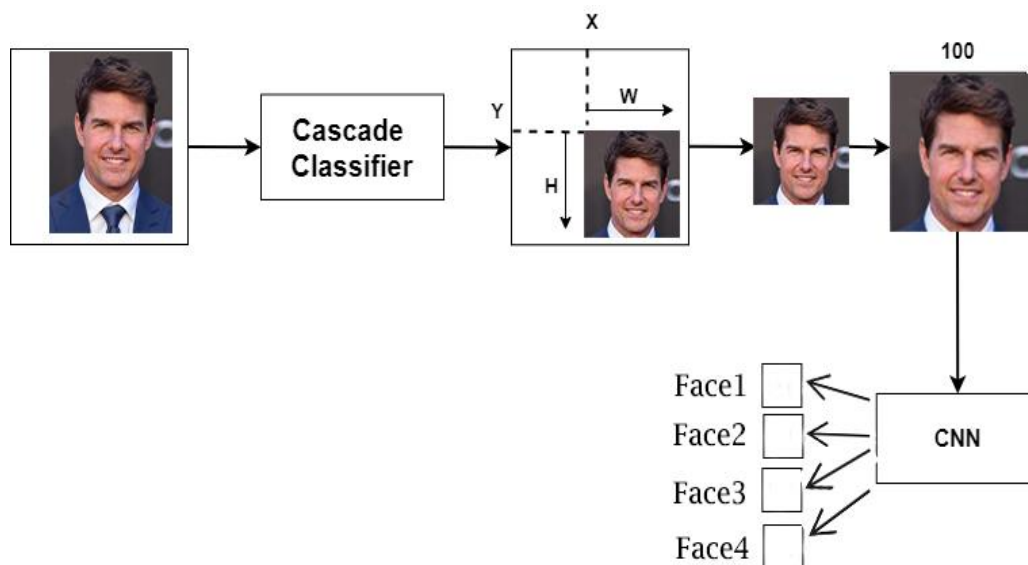 X
100
Y
W
Cascade
Classifier
H
Face1
Face2
CNN
Face3
Face4